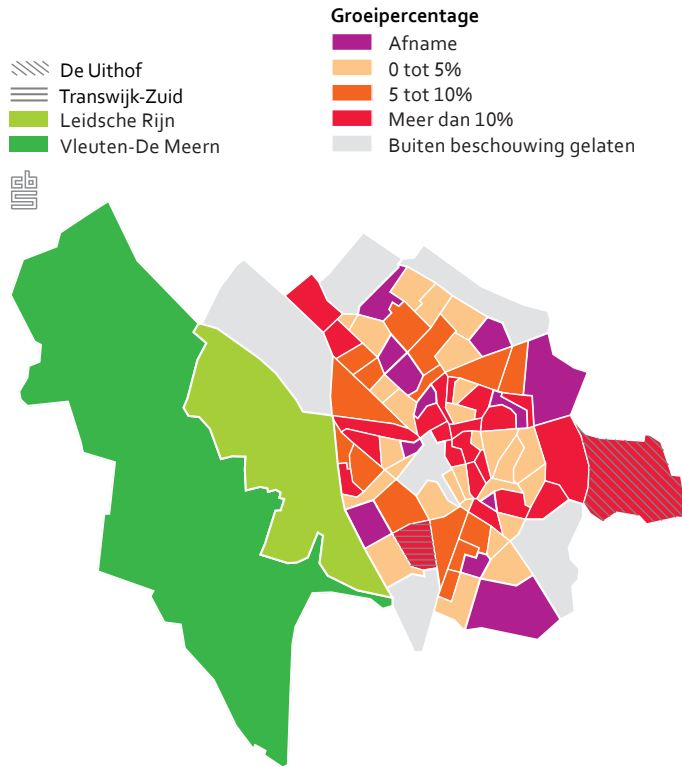 Groeipercentage
De Uithof
Transwijk-Zuid
Leidsche Rijn
Vleuten-De Meern
Afname
0 tot 5%
5 tot 10%
Meer dan 10%
Buiten beschouwing gelaten
cbs